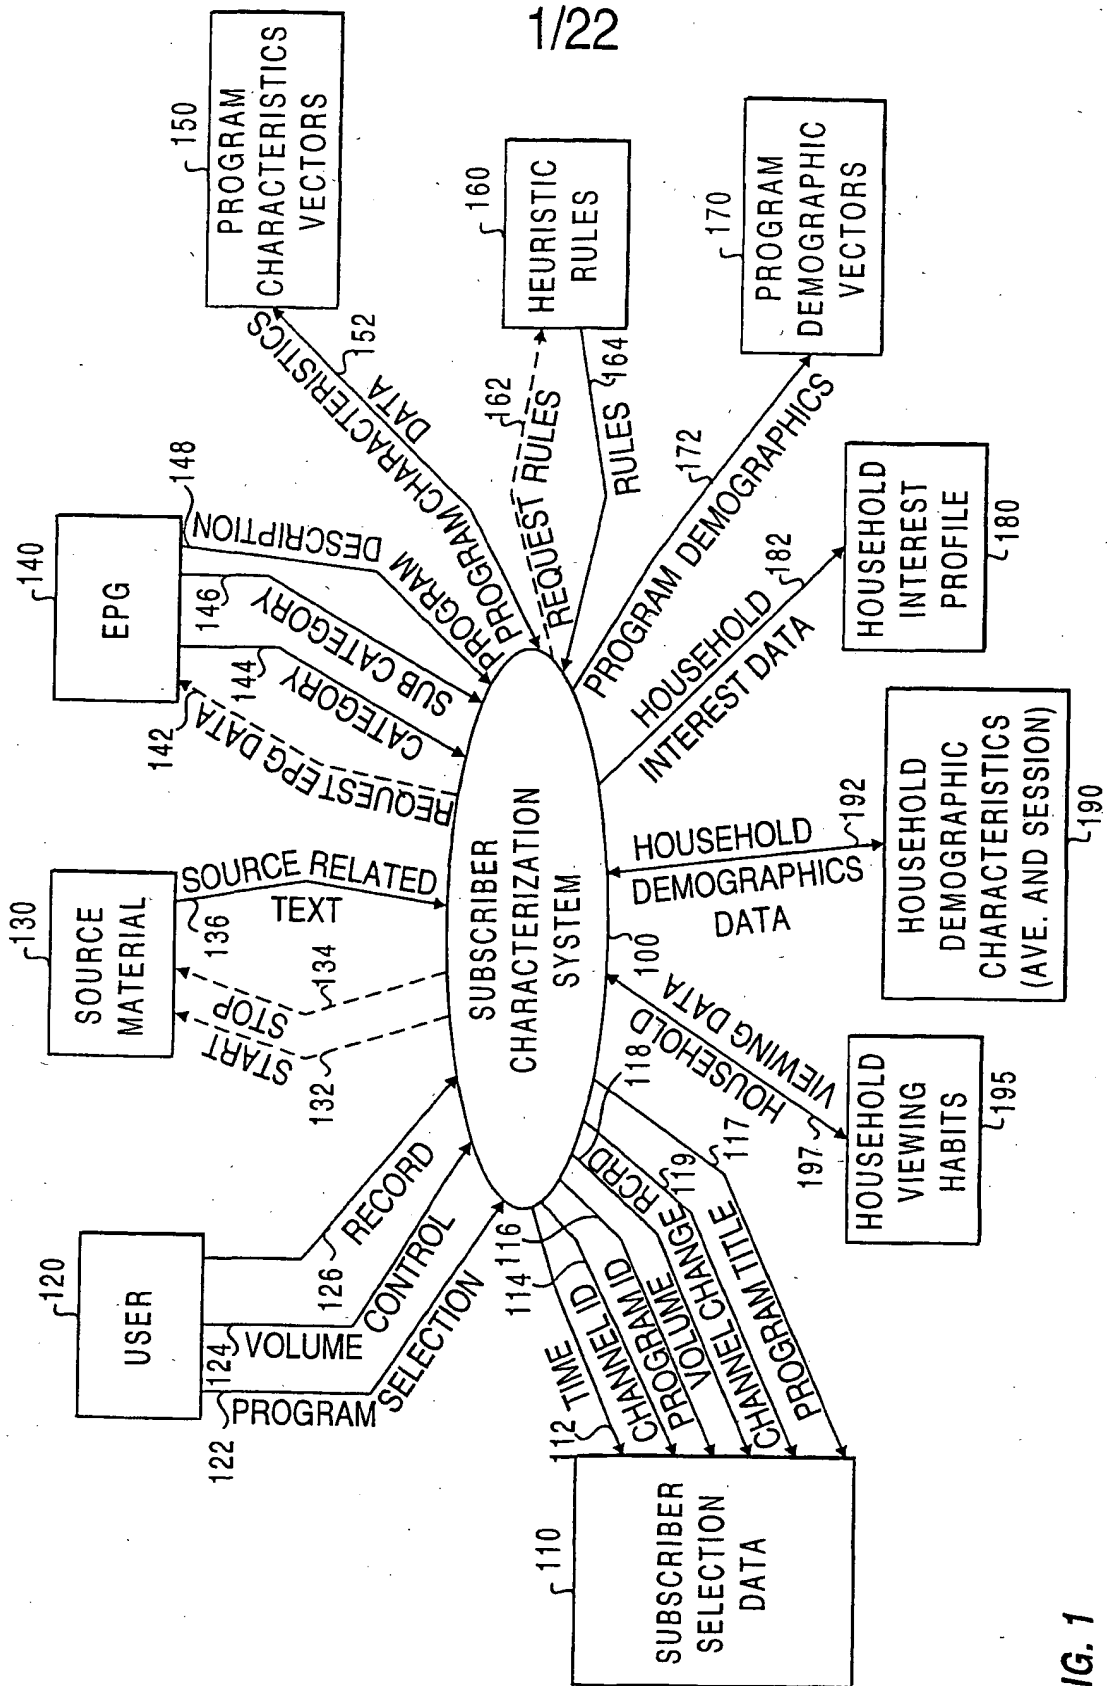 1/22
120
USER
122
PROGRAM
SELECTION
124
VOLUME
CONTROL
126
RECORD
130
SOURCE
MATERIAL
132
START
134
STOP
136
SOURCE RELATED
TEXT
140
EPG
142
REQUEST EPG DATA
144
CATEGORY
146
SUB CATEGORY
148
PROGRAM DESCRIPTION
150
PROGRAM
CHARACTERISTICS
VECTORS
152
PROGRAM CHARACTERISTICS
DATA
160
HEURISTIC
RULES
162
REQUEST RULES
164
RULES
170
PROGRAM
DEMOGRAPHIC
VECTORS
172
PROGRAM DEMOGRAPHICS
SUBSCRIBER
CHARACTERIZATION
SYSTEM
100
110
SUBSCRIBER
SELECTION
DATA
112
TIME
114
CHANNEL ID
116
PROGRAM ID
118
VOLUME
RCRD
119
CHANNEL CHANGE
117
PROGRAM TITLE
HOUSEHOLD
VIEWING DATA
197
HOUSEHOLD
VIEWING
HABITS
195
HOUSEHOLD
DEMOGRAPHICS
DATA
192
HOUSEHOLD
DEMOGRAPHIC
CHARACTERISTICS
(AVE. AND SESSION)
190
HOUSEHOLD
INTEREST DATA
182
HOUSEHOLD
INTEREST
PROFILE
180
IG. 1